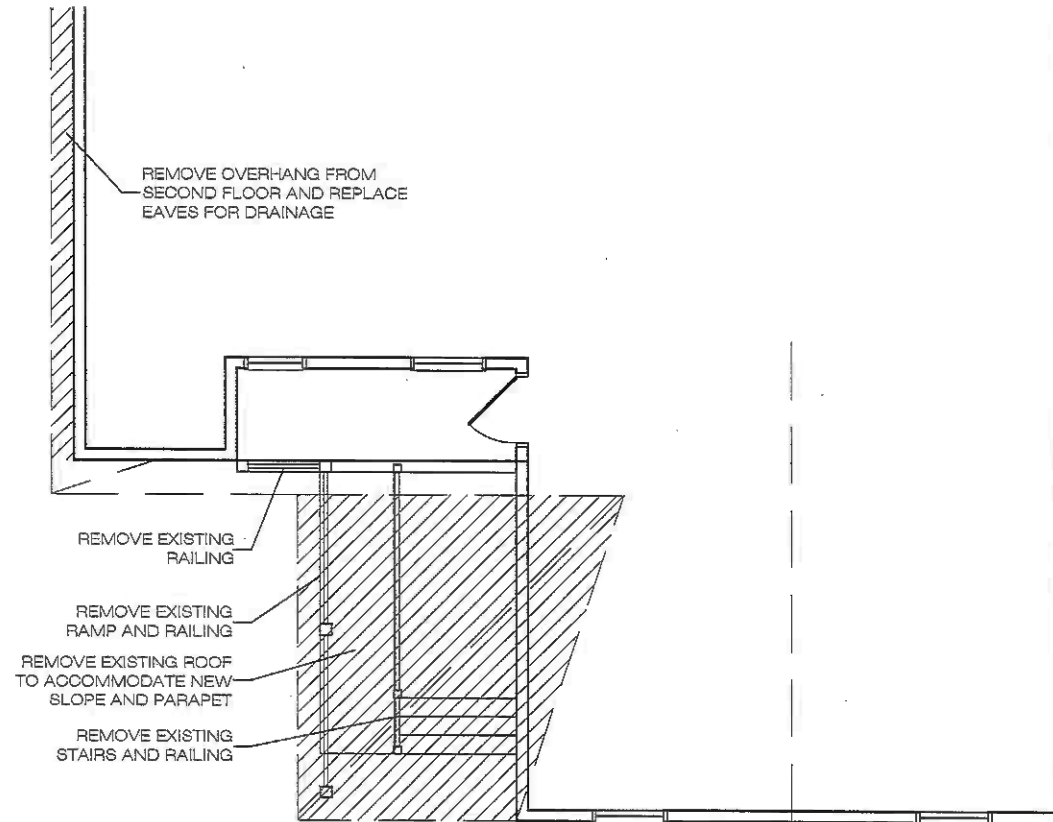 REMOVE OVERHANG FROM
SECOND FLOOR AND REPLACE
EAVES FOR DRAINAGE
REMOVE EXISTING
RAILING
REMOVE EXISTING
RAMP AND RAILING
REMOVE EXISTING ROOF
TO ACCOMMODATE NEW
SLOPE AND PARAPET
REMOVE EXISTING
STAIRS AND RAILING